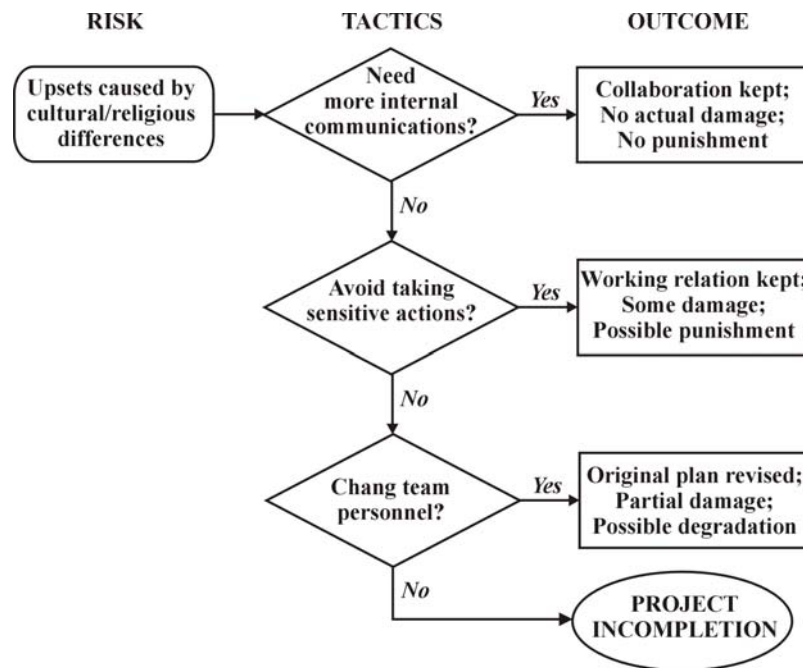 RISK
TACTICS
OUTCOME
Upsets caused by
cultural/religious
differences
Need
more internal
communications?
Yes
Collaboration kept;
No actual damage;
No punishment
No
Avoid taking
sensitive actions?
Yes
Working relation kept;
Some damage;
Possible punishment
No
Chang team
personnel?
Yes
Original plan revised;
Partial damage;
Possible degradation
No
PROJECT
INCOMPLETION